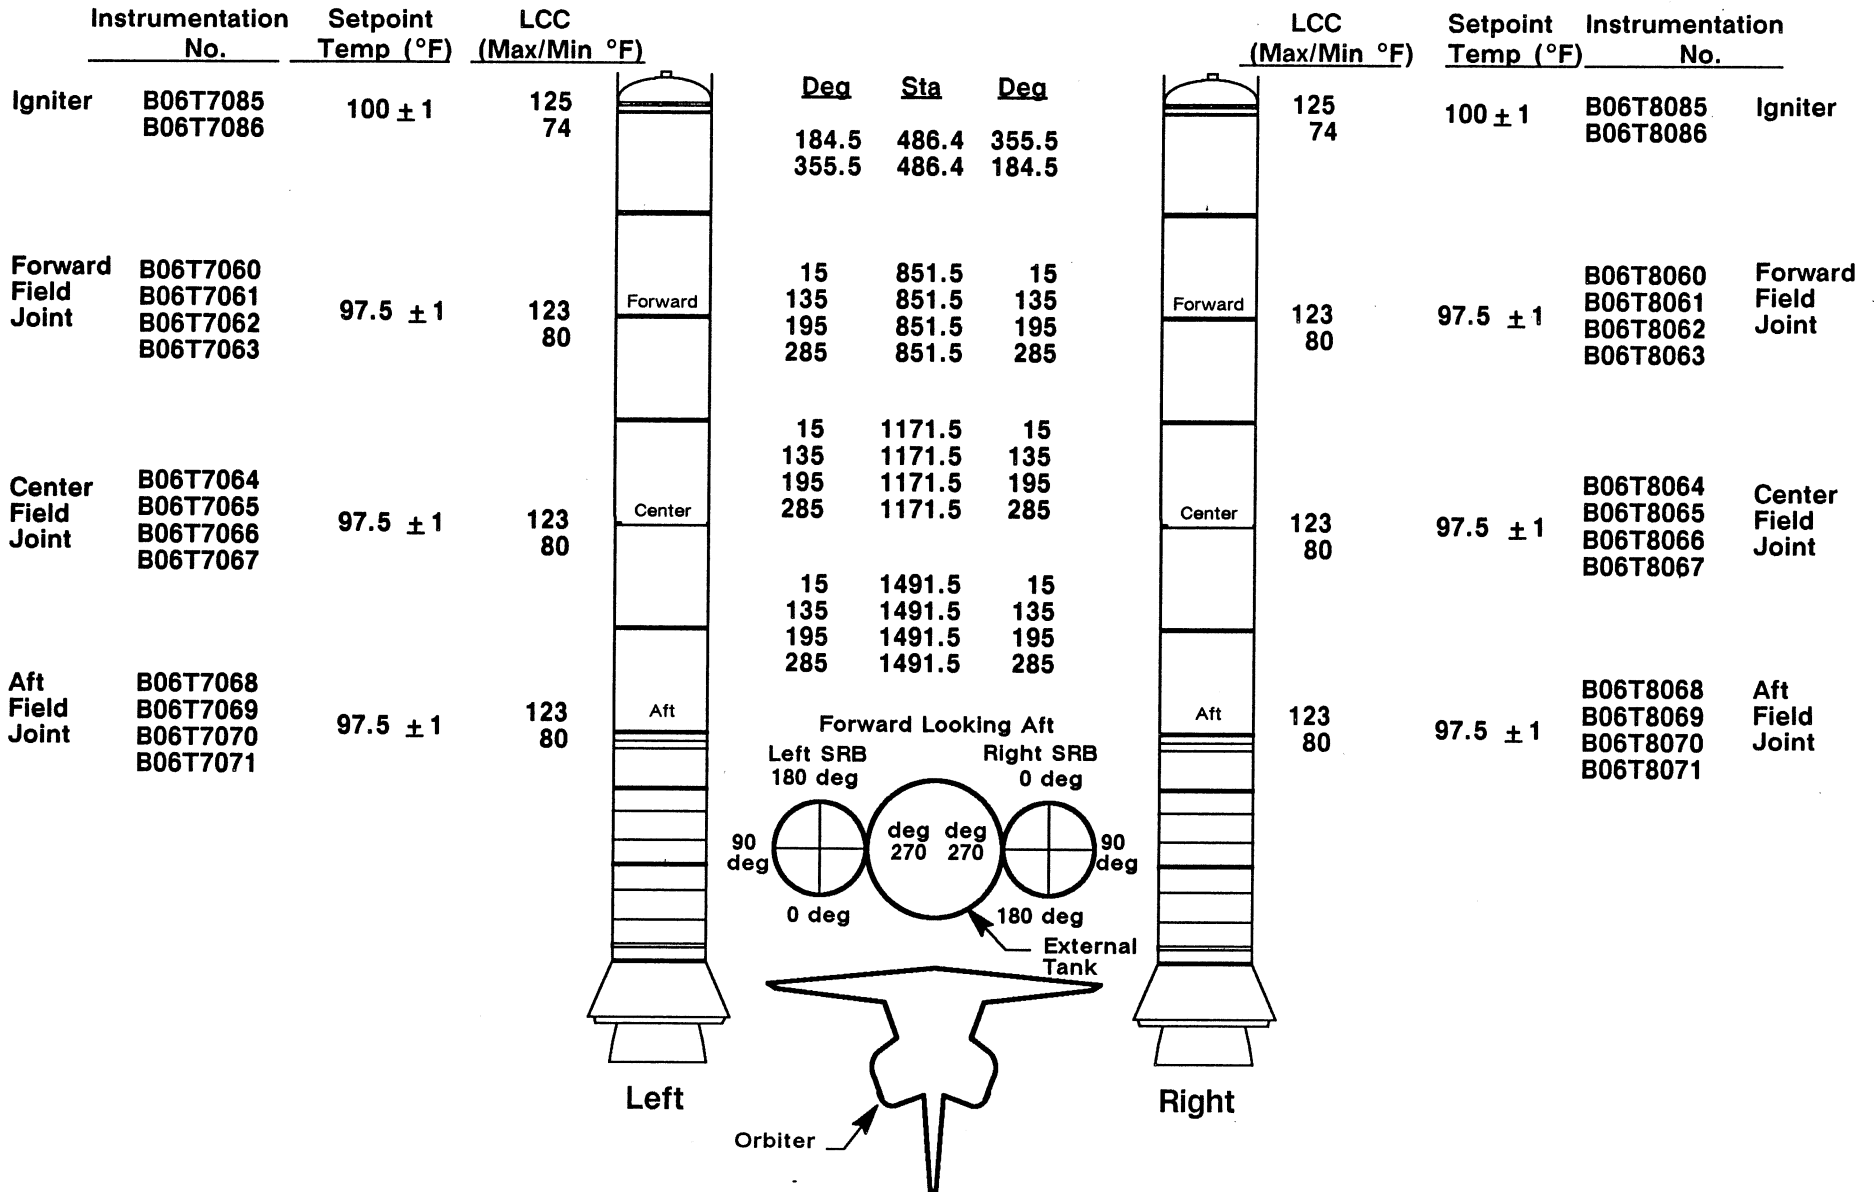 Instrumentation No. Setpoint Temp (°F) LCC (Max/Min °F)
LCC (Max/Min °F) Setpoint Temp (°F) Instrumentation No.
Igniter
B06T7085
B06T7086
100 ± 1
125
74
Forward
Field
Joint
B06T7060
B06T7061
B06T7062
B06T7063
97.5 ± 1
123
80
Center
Field
Joint
B06T7064
B06T7065
B06T7066
B06T7067
97.5 ± 1
123
80
Aft
Field
Joint
B06T7068
B06T7069
B06T7070
B06T7071
97.5 ± 1
123
80
Forward
Center
Aft
Left
Deg Sta Deg
184.5 486.4 355.5
355.5 486.4 184.5
15 851.5 15
135 851.5 135
195 851.5 195
285 851.5 285
15 1171.5 15
135 1171.5 135
195 1171.5 195
285 1171.5 285
15 1491.5 15
135 1491.5 135
195 1491.5 195
285 1491.5 285
Forward Looking Aft
Left SRB
180 deg
Right SRB
0 deg
90
deg
deg
270
deg
270
90
deg
0 deg
180 deg
External
Tank
Orbiter
Forward
Center
Aft
Right
125
74
100 ± 1
B06T8085
B06T8086
Igniter
123
80
97.5 ± 1
B06T8060
B06T8061
B06T8062
B06T8063
Forward
Field
Joint
123
80
97.5 ± 1
B06T8064
B06T8065
B06T8066
B06T8067
Center
Field
Joint
123
80
97.5 ± 1
B06T8068
B06T8069
B06T8070
B06T8071
Aft
Field
Joint